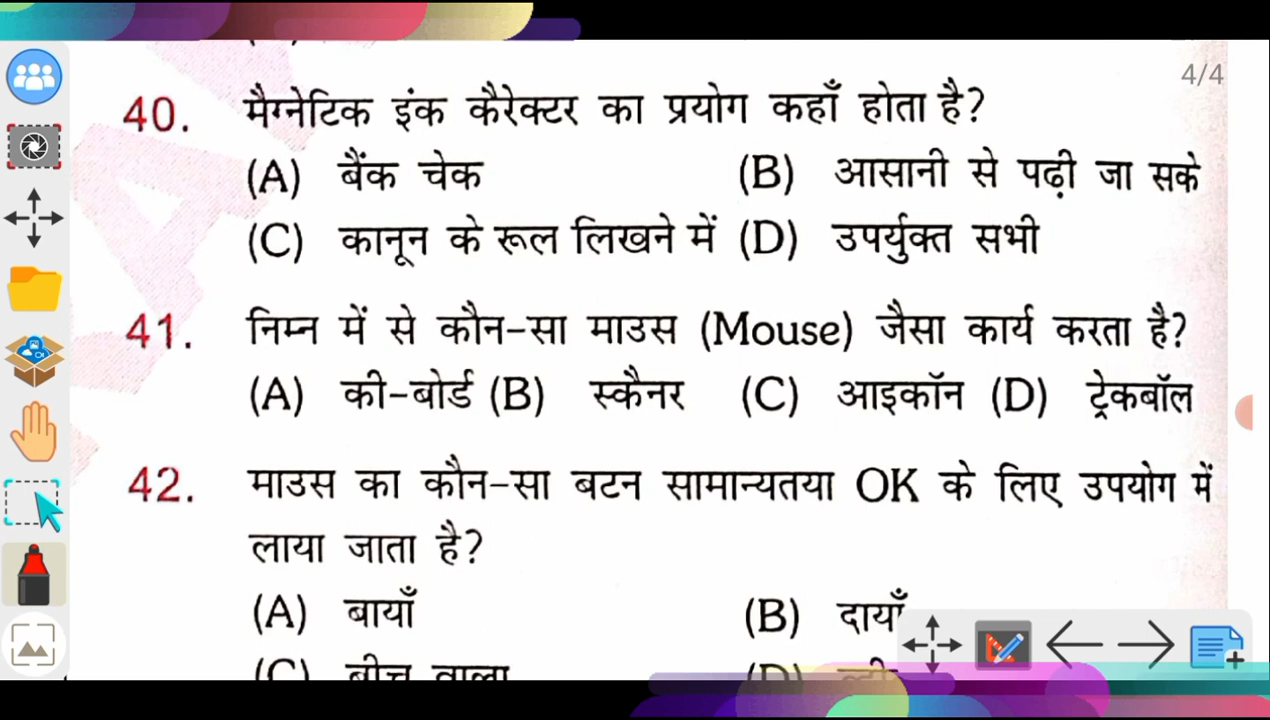 4/4
40. मैग्नेटिक इंक कैरेक्टर का प्रयोग कहाँ होता है?
(A) बैंक चेक (B) आसानी से पढ़ी जा सके
(C) कानून के रूल लिखने में (D) उपर्युक्त सभी
41. निम्न में से कौन-सा माउस (Mouse) जैसा कार्य करता है?
(A) की-बोर्ड (B) स्कैनर (C) आइकॉन (D) ट्रेकबॉल
42. माउस का कौन-सा बटन सामान्यतया OK के लिए उपयोग में
लाया जाता है?
(A) बायाँ (B) दायाँ
(C) बीच वाला (D)